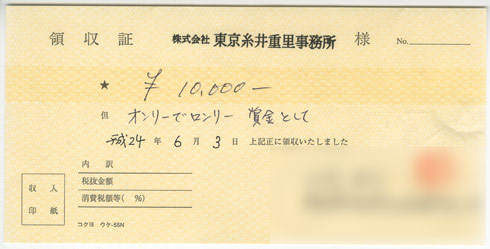 領収証 株式会社 東京糸井重里事務所 様 No.
★ ¥10,000-
但 オンリーでロンリー 賞金として
平成24年6月3日 上記正に領収いたしました
内訳
税抜金額
消費税額等( %)
収入
印紙
コクヨ ウケ-55N